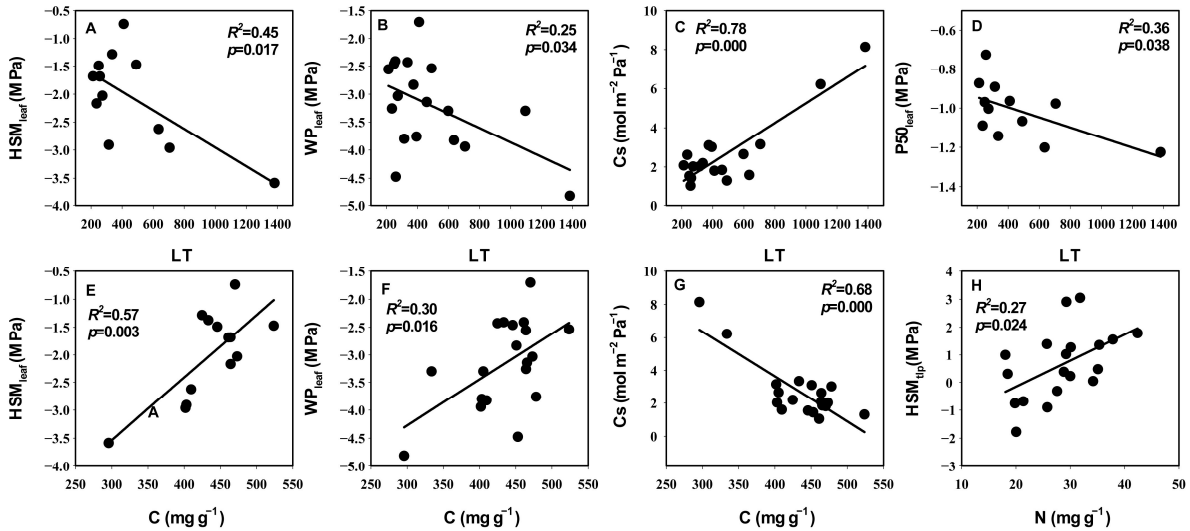 A
R²=0.45
p=0.017
HSMleaf (MPa)
−0.5
−1.0
−1.5
−2.0
−2.5
−3.0
−3.5
−4.0
200 400 600 800 1000 1200 1400
LT
B
R²=0.25
p=0.034
WPleaf (MPa)
−1.5
−2.0
−2.5
−3.0
−3.5
−4.0
−4.5
−5.0
200 400 600 800 1000 1200 1400
C
R²=0.78
p=0.000
Cs (mol m⁻² Pa⁻¹)
10
8
6
4
2
0
200 400 600 800 1000 1200 1400
LT
D
R²=0.36
p=0.038
P50leaf (MPa)
−0.6
−0.8
−1.0
−1.2
−1.4
200 400 600 800 1000 1200 1400
LT
E
R²=0.57
p=0.003
A
HSMleaf (MPa)
−0.5
−1.0
−1.5
−2.0
−2.5
−3.0
−3.5
−4.0
250 300 350 400 450 500 550
C (mg g⁻¹)
F
R²=0.30
p=0.016
WPleaf (MPa)
−1.5
−2.0
−2.5
−3.0
−3.5
−4.0
−4.5
−5.0
250 300 350 400 450 500 550
C (mg g⁻¹)
G
R²=0.68
p=0.000
Cs (mol m⁻² Pa⁻¹)
10
8
6
4
2
0
250 300 350 400 450 500 550
C (mg g⁻¹)
H
R²=0.27
p=0.024
HSMtlp (MPa)
4
3
2
1
0
−1
−2
−3
10 20 30 40 50
N (mg g⁻¹)